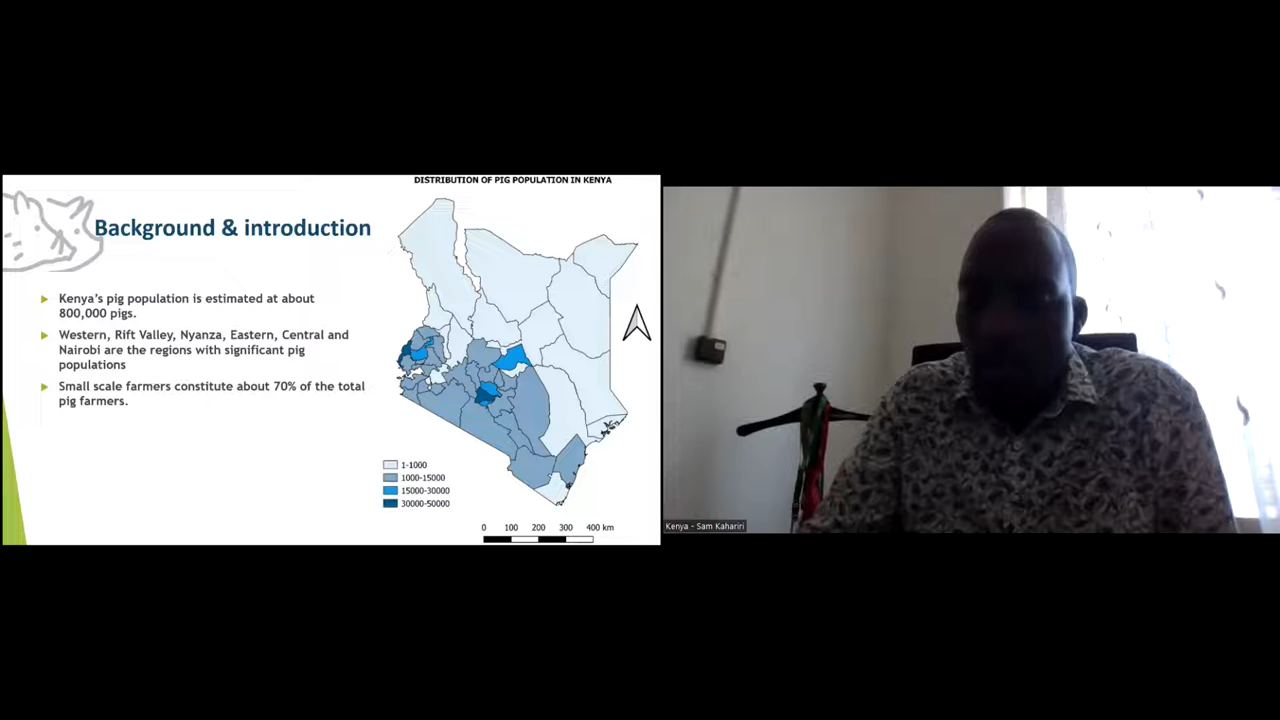 DISTRIBUTION OF PIG POPULATION IN KENYA
Background & introduction
Kenya's pig population is estimated at about
800,000 pigs.
Western, Rift Valley, Nyanza, Eastern, Central and
Nairobi are the regions with significant pig
populations
Small scale farmers constitute about 70% of the total
pig farmers.
1-1000
1000-15000
15000-30000
30000-50000
0 100 200 300 400 km
Kenya - Sam Kahariri